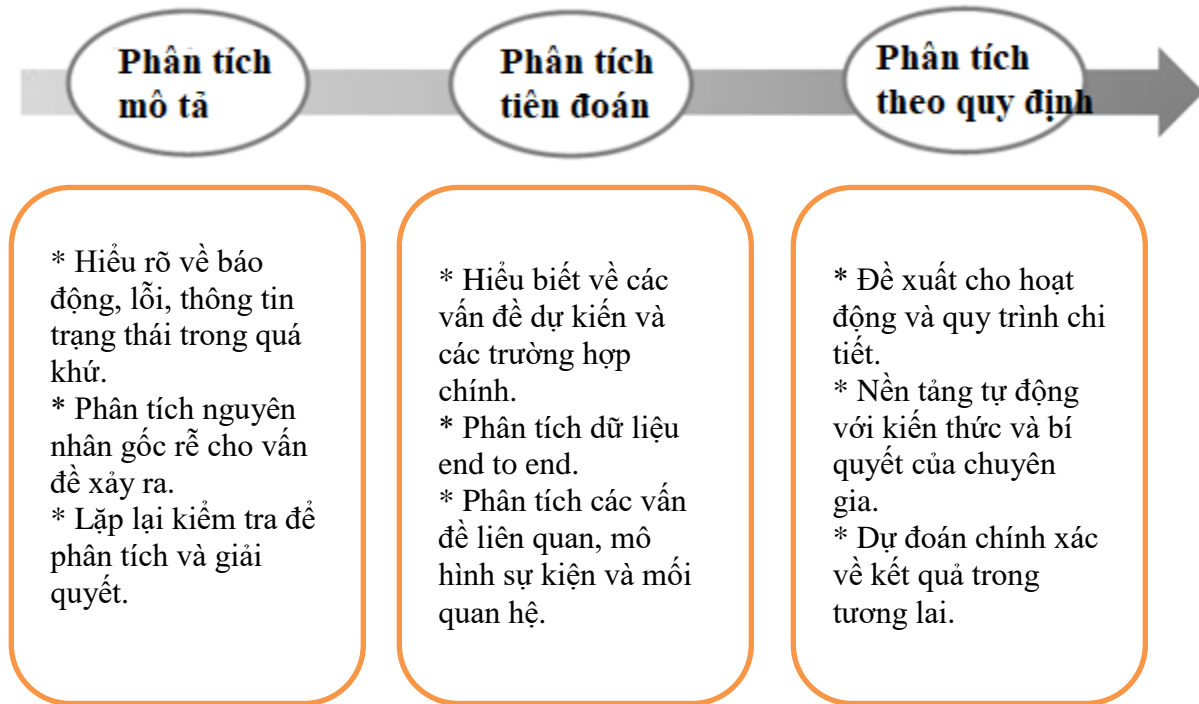 Phân tích
mô tả
Phân tích
tiên đoán
Phân tích
theo quy định
* Hiểu rõ về báo
động, lỗi, thông tin
trạng thái trong quá
khứ.
* Phân tích nguyên
nhân gốc rễ cho vấn
đề xảy ra.
* Lặp lại kiểm tra để
phân tích và giải
quyết.
* Hiểu biết về các
vấn đề dự kiến và
các trường hợp
chính.
* Phân tích dữ liệu
end to end.
* Phân tích các vấn
đề liên quan, mô
hình sự kiện và mối
quan hệ.
* Đề xuất cho hoạt
động và quy trình chi
tiết.
* Nền tảng tự động
với kiến thức và bí
quyết của chuyên
gia.
* Dự đoán chính xác
về kết quả trong
tương lai.